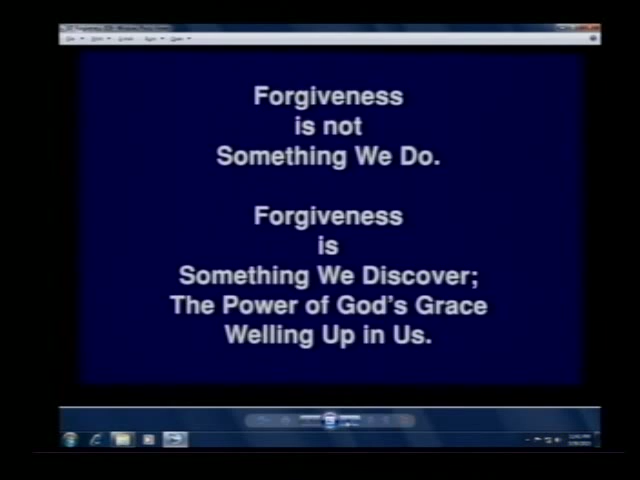 Forgiveness
is not
Something We Do.
Forgiveness
is
Something We Discover;
The Power of God's Grace
Welling Up in Us.